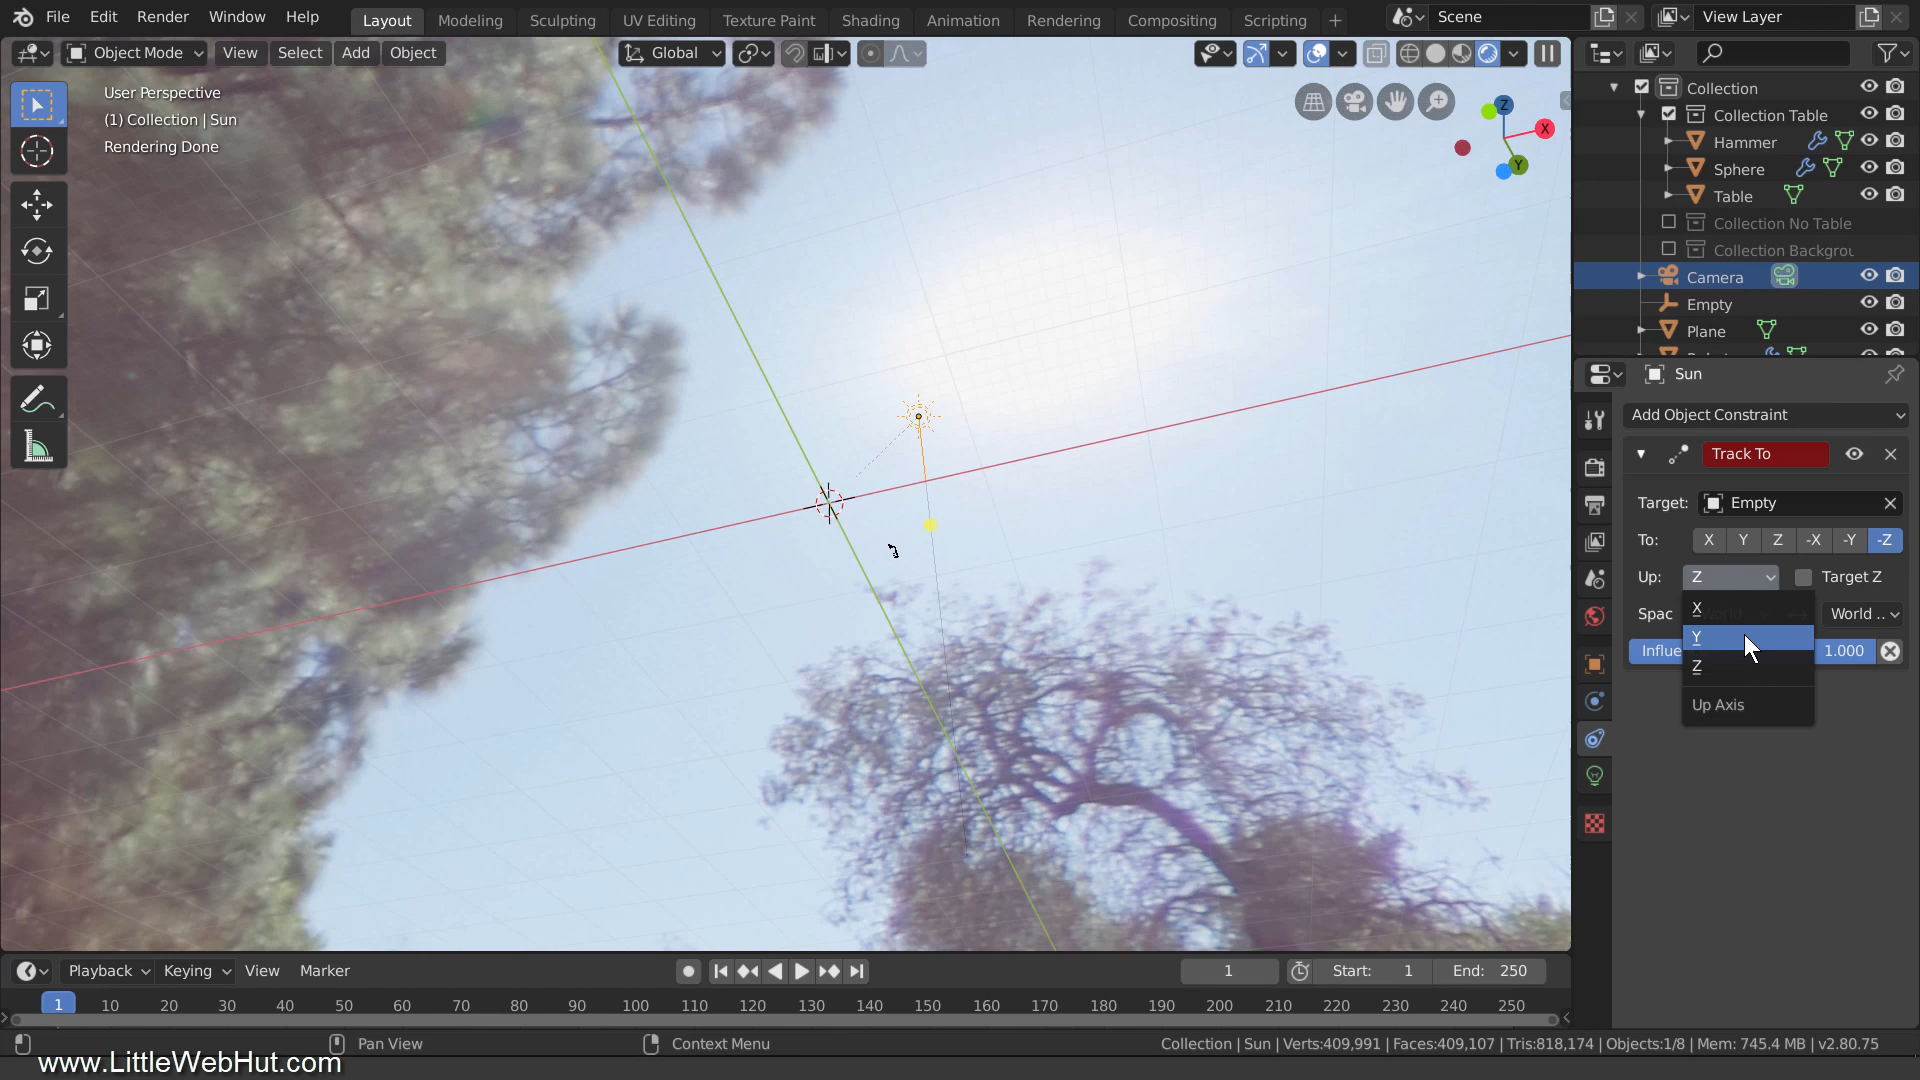 File Edit Render Window Help Layout Modeling Sculpting UV Editing Texture Paint Shading Animation Rendering Compositing Scripting + Scene View Layer
Object Mode View Select Add Object Global
User Perspective
(1) Collection | Sun
Rendering Done
Z
X
Y
Collection
Collection Table
Hammer
Sphere
Table
Collection No Table
Collection Backgrou
Camera
Empty
Plane
Sun
Add Object Constraint
Track To
Target: Empty
To: X Y Z -X -Y -Z
Up: Z Target Z
X
Spac World ..
Y
Influe 1.000
Z
Up Axis
Playback Keying View Marker 1 Start: 1 End: 250
1 10 20 30 40 50 60 70 80 90 100 110 120 130 140 150 160 170 180 190 200 210 220 230 240 250
Pan View Context Menu Collection | Sun | Verts:409,991 | Faces:409,107 | Tris:818,174 | Objects:1/8 | Mem: 745.4 MB | v2.80.75
www.LittleWebHut.com